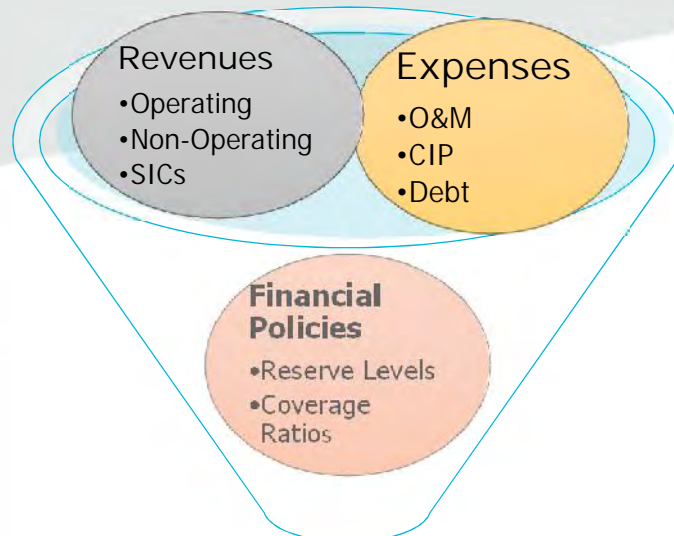 Revenues
•Operating
•Non-Operating
•SICs
Expenses
•O&M
•CIP
•Debt
Financial
Policies
•Reserve Levels
•Coverage
Ratios